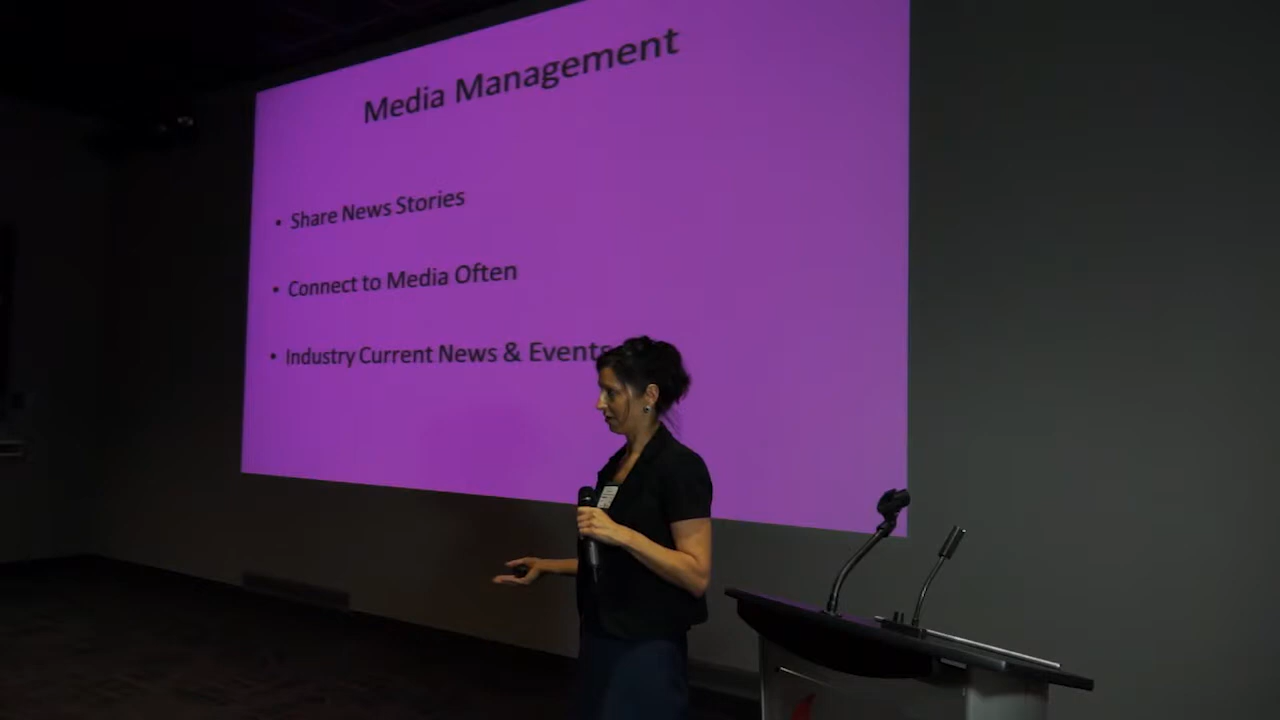 Media Management
• Share News Stories
• Connect to Media Often
• Industry Current News & Events